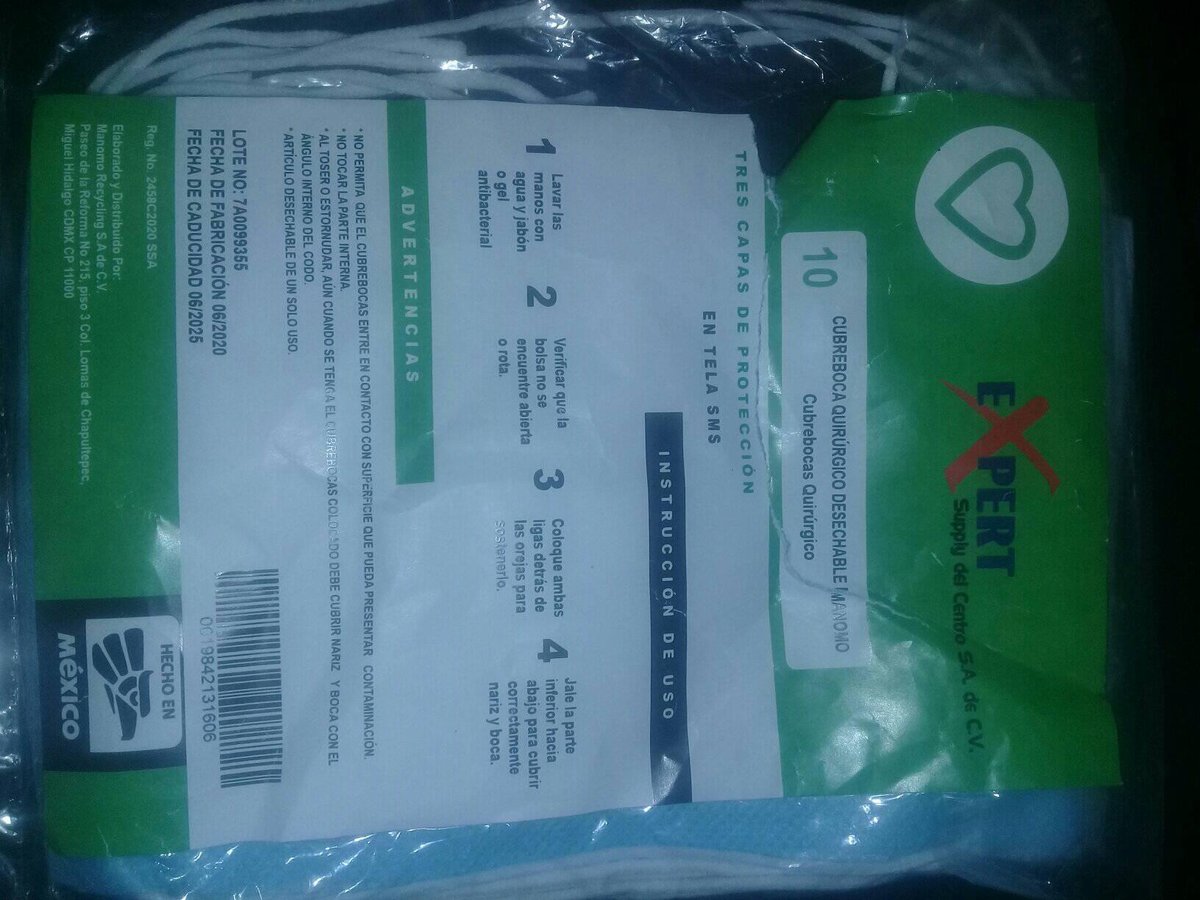 EXPERT
Supply del Centro S.A. de C.V.
10
CUBREBOCA QUIRÚRGICO DESECHABLE MANOMO
Cubrebocas Quirúrgico
TRES CAPAS DE PROTECCIÓN
EN TELA SMS
INSTRUCCIÓN DE USO
1
Lavar las
manos con
agua y jabón
o gel
antibacterial
2
Verificar que la
bolsa no se
encuentre abierta
o rota.
3
Coloque ambas
ligas detrás de
las orejas para
sostenerlo.
4
Jale la parte
inferior hacia
abajo para cubrir
correctamente
nariz y boca.
ADVERTENCIAS
* NO PERMITA QUE EL CUBREBOCAS ENTRE EN CONTACTO CON SUPERFICIE QUE PUEDA PRESENTAR CONTAMINACIÓN.
* NO TOCAR LA PARTE INTERNA.
* AL TOSER O ESTORNUDAR, AÚN CUANDO SE TENGA EL CUBREBOCAS COLOCADO DEBE CUBRIR NARIZ Y BOCA CON EL
ÁNGULO INTERNO DEL CODO.
* ARTICULO DESECHABLE DE UN SOLO USO.
LOTE NO: 7A0099355
FECHA DE FABRICACIÓN 06/2020
FECHA DE CADUCIDAD 06/2025
0019842131606
Reg. No. 2458C2020 SSA
Elaborado y Distribuido Por:
Manomo Recycling S.A de C.V.
Paseo de la Reforma No 215, piso 3 Col. Lomas de Chapultepec,
Miguel Hidalgo CDMX CP 11000
HECHO EN
México